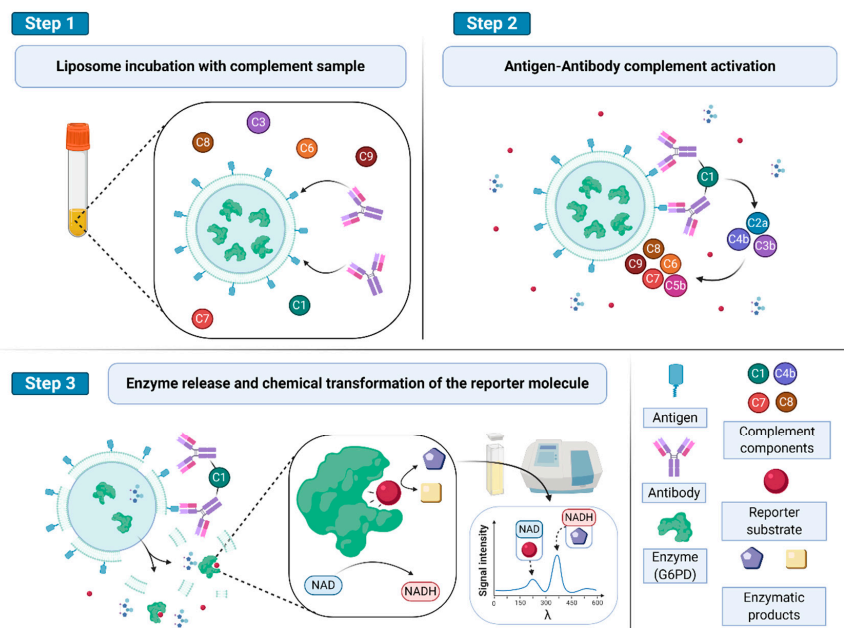 Step 1
Liposome incubation with complement sample
C3
C8
C6
C9
C1
C7
Step 2
Antigen-Antibody complement activation
C1
C2a
C4b
C3b
C8
C9
C6
C7
C5b
Step 3
Enzyme release and chemical transformation of the reporter molecule
C1
NAD
NADH
NADH
NAD
Signal intensity
0 150 300 450 600
λ
Antigen
Antibody
Enzyme
(G6PD)
C1
C4b
C7
C8
Complement
components
Reporter
substrate
Enzymatic
products